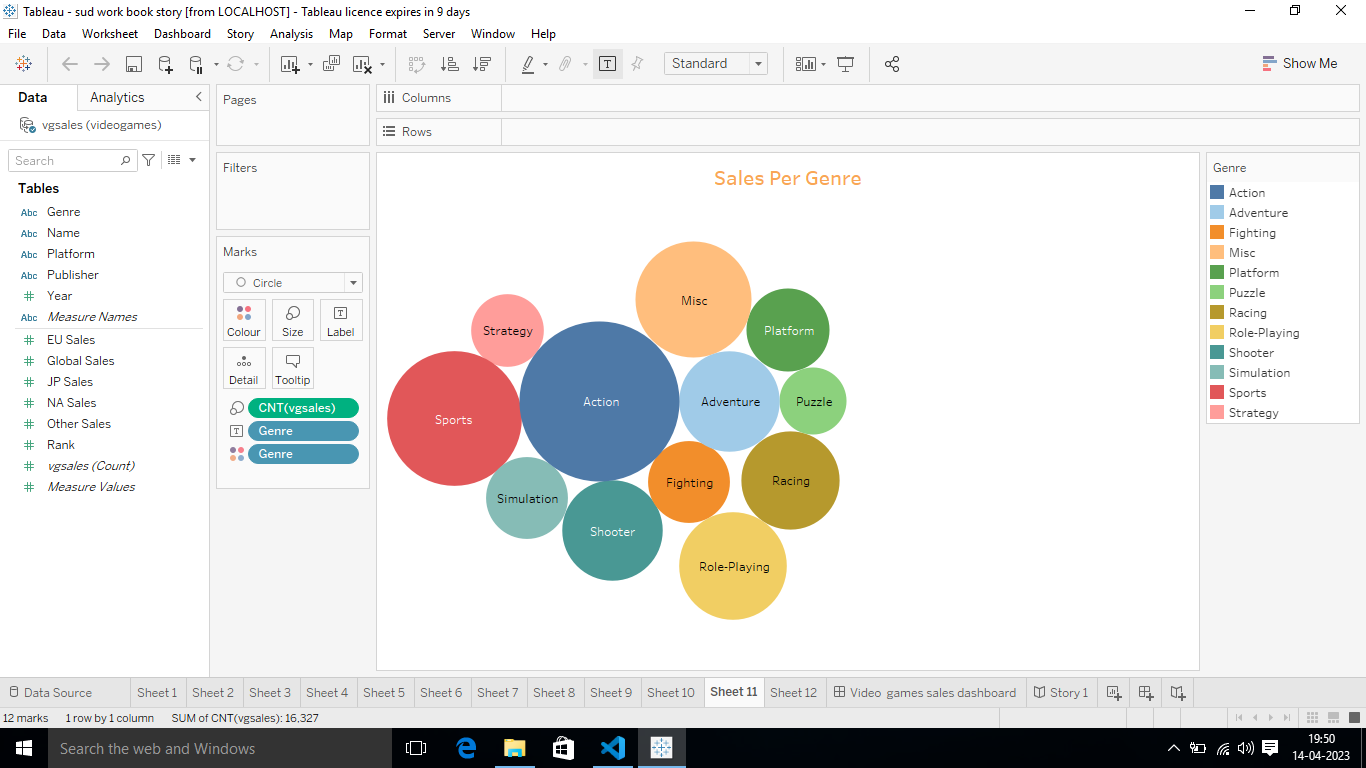 Tableau - sud work book story [from LOCALHOST] - Tableau licence expires in 9 days
File Data Worksheet Dashboard Story Analysis Map Format Server Window Help
Standard
Show Me
Data Analytics
vgsales (videogames)
Search
Tables
Abc Genre
Abc Name
Abc Platform
Abc Publisher
Year
Abc Measure Names
EU Sales
Global Sales
JP Sales
NA Sales
Other Sales
Rank
vgsales (Count)
Measure Values
Pages
Filters
Marks
Circle
Colour Size Label
Detail Tooltip
CNT(vgsales)
Genre
Genre
Columns
Rows
Sales Per Genre
Misc
Strategy
Platform
Sports
Action
Adventure
Puzzle
Fighting
Racing
Simulation
Shooter
Role-Playing
Genre
Action
Adventure
Fighting
Misc
Platform
Puzzle
Racing
Role-Playing
Shooter
Simulation
Sports
Strategy
Data Source Sheet 1 Sheet 2 Sheet 3 Sheet 4 Sheet 5 Sheet 6 Sheet 7 Sheet 8 Sheet 9 Sheet 10 Sheet 11 Sheet 12 Video games sales dashboard Story 1
12 marks 1 row by 1 column SUM of CNT(vgsales): 16,327
Search the web and Windows
19:50
14-04-2023